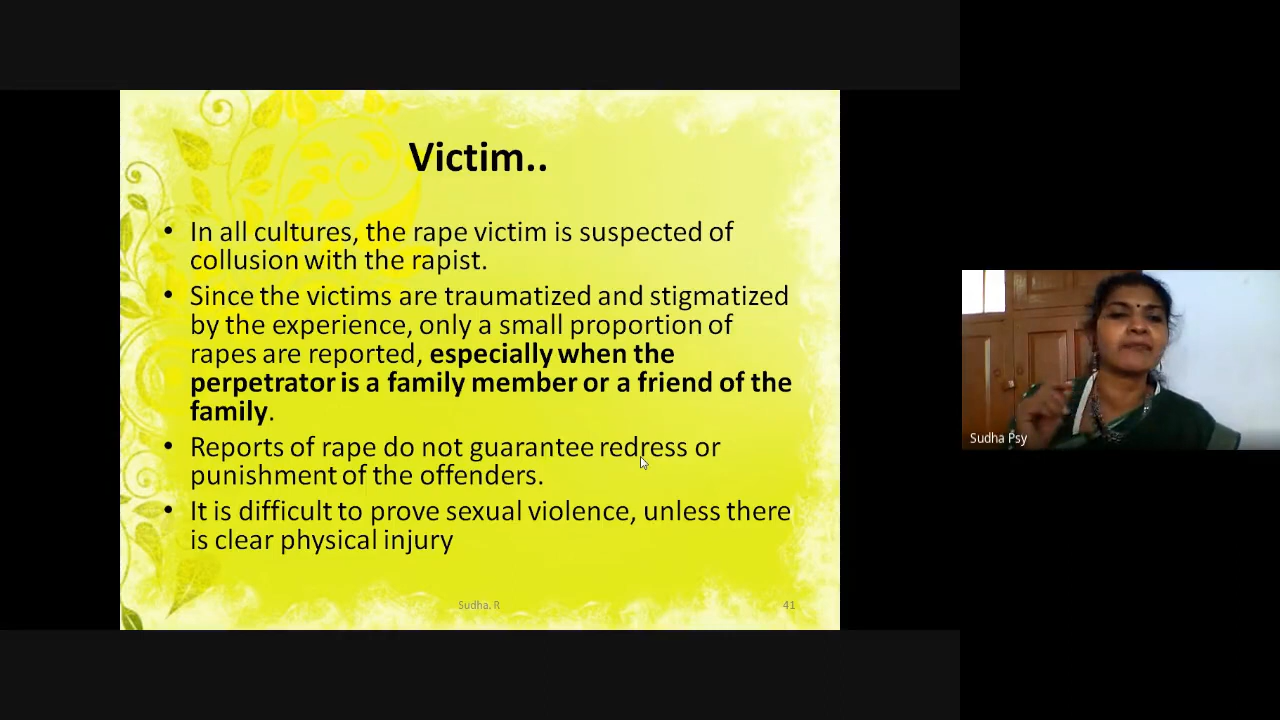 Victim..
• In all cultures, the rape victim is suspected of
collusion with the rapist.
• Since the victims are traumatized and stigmatized
by the experience, only a small proportion of
rapes are reported, especially when the
perpetrator is a family member or a friend of the
family.
• Reports of rape do not guarantee redress or
punishment of the offenders.
• It is difficult to prove sexual violence, unless there
is clear physical injury
Sudha. R
41
Sudha Psy